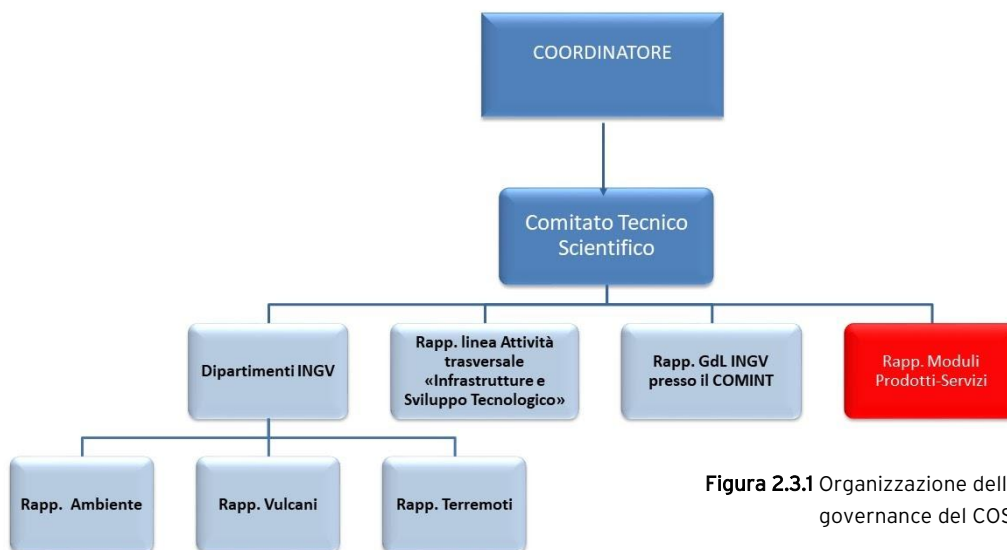 COORDINATORE
Comitato Tecnico
Scientifico
Dipartimenti INGV
Rapp. linea Attività
trasversale
«Infrastrutture e
Sviluppo Tecnologico»
Rapp. GdL INGV
presso il COMINT
Rapp. Moduli
Prodotti-Servizi
Rapp. Ambiente
Rapp. Vulcani
Rapp. Terremoti
Figura 2.3.1 Organizzazione dell
governance del COS